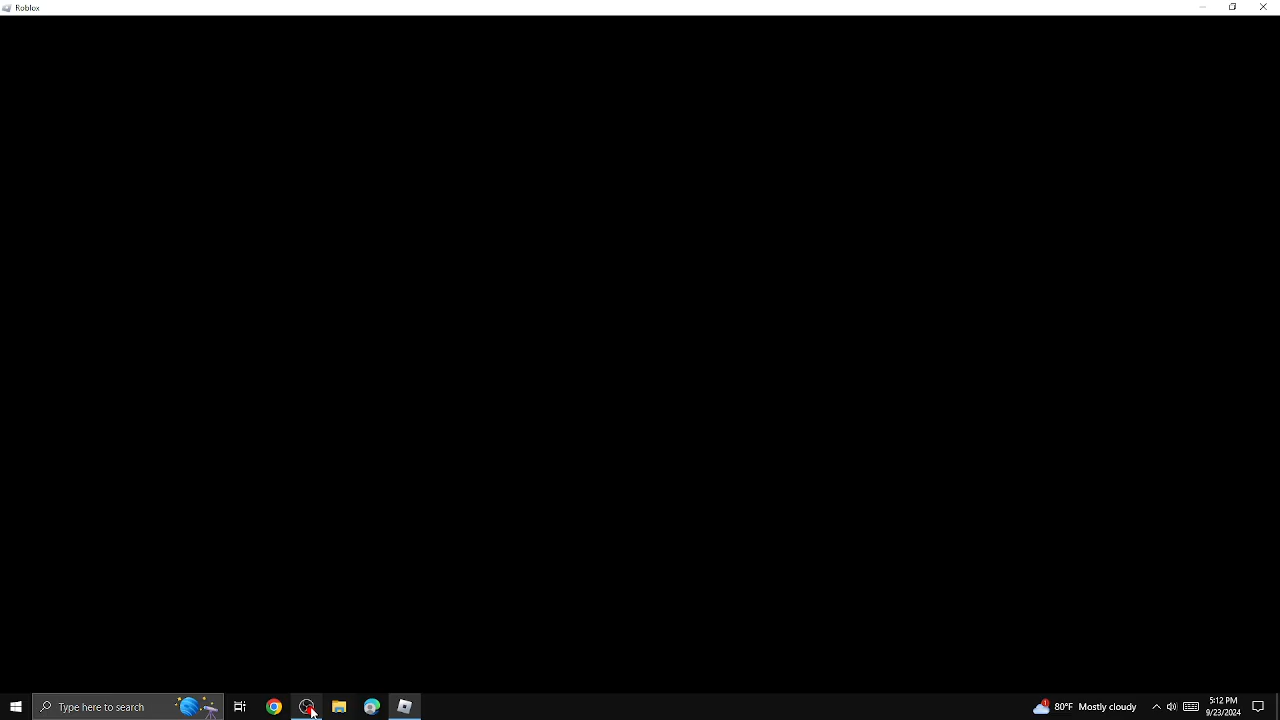 Roblox
Type here to search
80°F Mostly cloudy
5:12 PM
9/23/2024